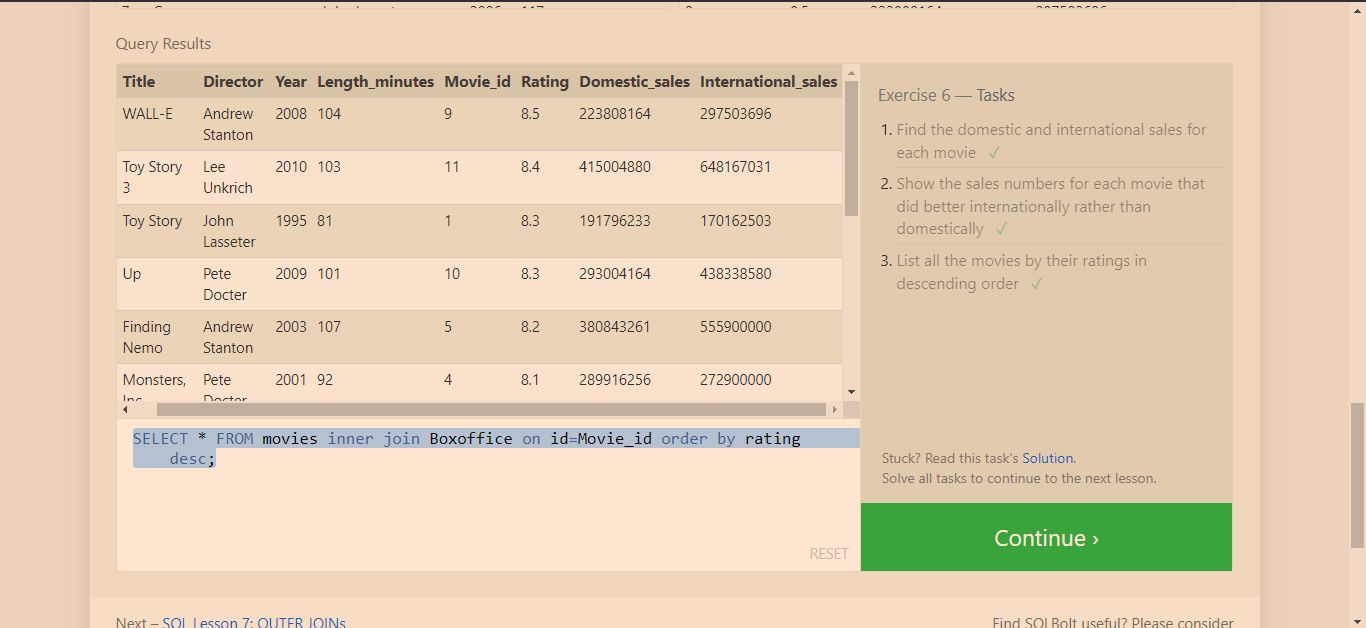 Query Results
Title Director Year Length_minutes Movie_id Rating Domestic_sales International_sales
WALL-E Andrew 2008 104 9 8.5 223808164 297503696
Stanton
Toy Story Lee 2010 103 11 8.4 415004880 648167031
3 Unkrich
Toy Story John 1995 81 1 8.3 191796233 170162503
Lasseter
Up Pete 2009 101 10 8.3 293004164 438338580
Docter
Finding Andrew 2003 107 5 8.2 380843261 555900000
Nemo Stanton
Monsters, Pete 2001 92 4 8.1 289916256 272900000
Inc. Docter
SELECT * FROM movies inner join Boxoffice on id=Movie_id order by rating
desc;
RESET
Exercise 6 — Tasks
1. Find the domestic and international sales for
each movie ✓
2. Show the sales numbers for each movie that
did better internationally rather than
domestically ✓
3. List all the movies by their ratings in
descending order ✓
Stuck? Read this task's Solution.
Solve all tasks to continue to the next lesson.
Continue ›
Next – SQL Lesson 7: OUTER JOINs
Find SQLBolt useful? Please consider